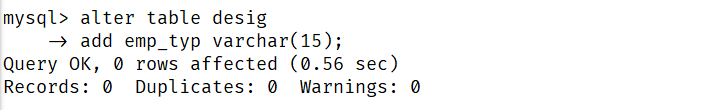 mysql> alter table desig
    → add emp_typ varchar(15);
Query OK, 0 rows affected (0.56 sec)
Records: 0  Duplicates: 0  Warnings: 0